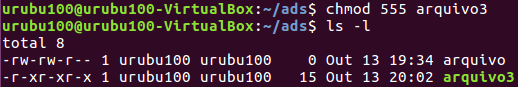 urubu100@urubu100-VirtualBox:~/ads$ chmod 555 arquivo3
urubu100@urubu100-VirtualBox:~/ads$ ls -l
total 8
-rw-rw-r-- 1 urubu100 urubu100  0 Out 13 19:34 arquivo
-r-xr-xr-x 1 urubu100 urubu100 15 Out 13 20:02 arquivo3